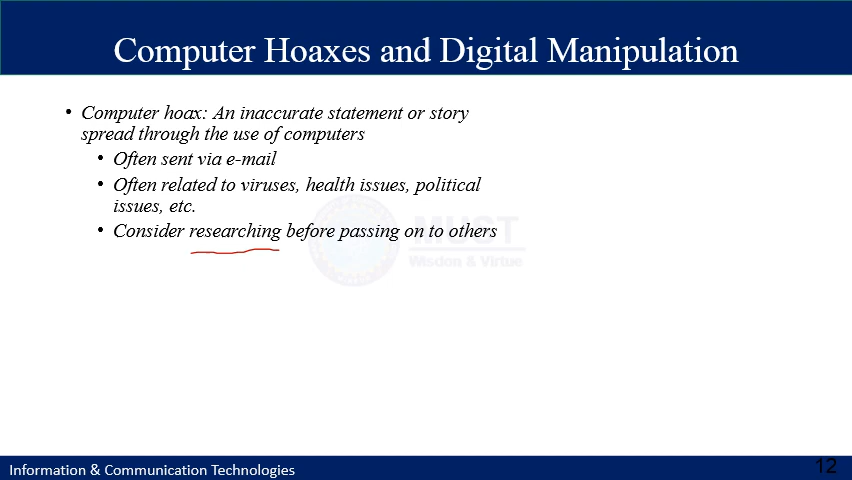 Computer Hoaxes and Digital Manipulation
• Computer hoax: An inaccurate statement or story
spread through the use of computers
• Often sent via e-mail
• Often related to viruses, health issues, political
issues, etc.
• Consider researching before passing on to others
MUST
Wisdom & Virtue
Information & Communication Technologies
12